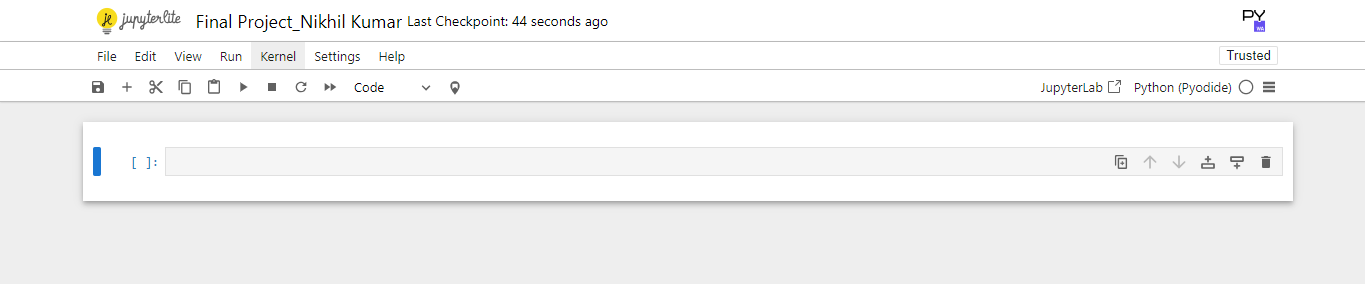 jupyterlite Final Project_Nikhil Kumar Last Checkpoint: 44 seconds ago PY
File Edit View Run Kernel Settings Help Trusted
Code JupyterLab Python (Pyodide)
[ ]: